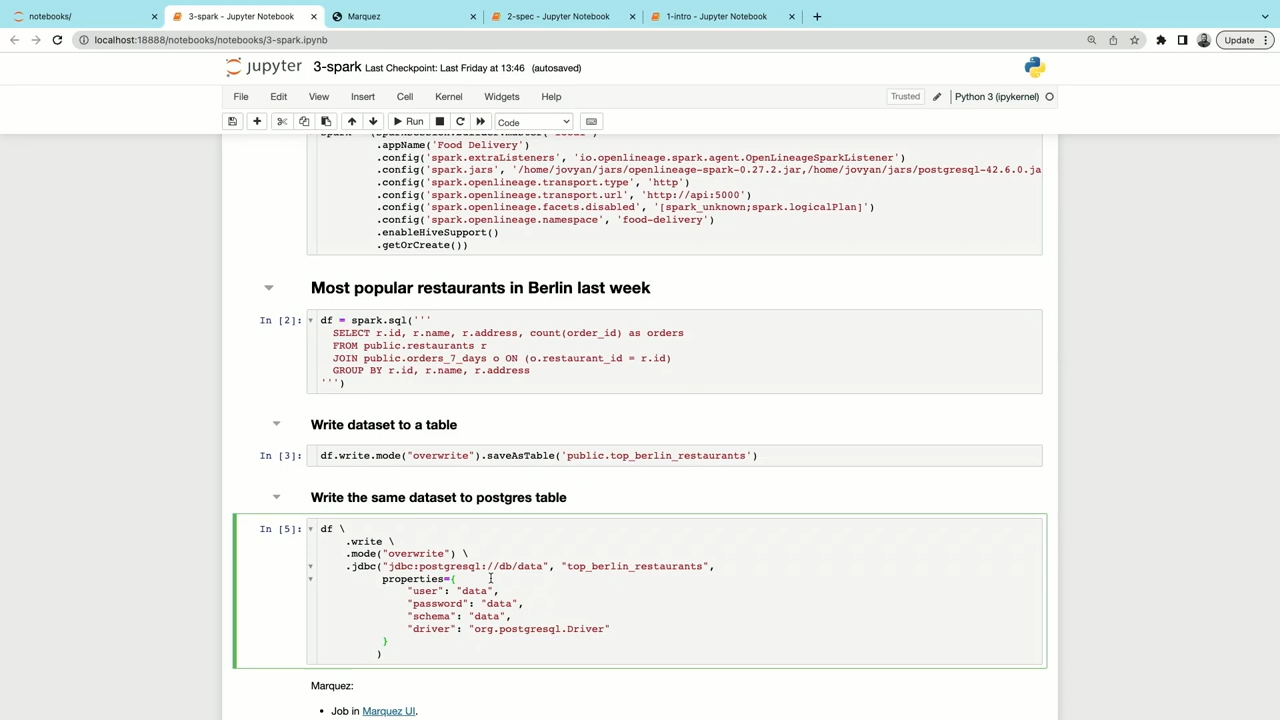 notebooks/
3-spark - Jupyter Notebook
Marquez
2-spec - Jupyter Notebook
1-intro - Jupyter Notebook
localhost:18888/notebooks/notebooks/3-spark.ipynb
Update
jupyter 3-spark Last Checkpoint: Last Friday at 13:46 (autosaved)
File Edit View Insert Cell Kernel Widgets Help
Trusted
Python 3 (ipykernel)
Run
Code
.appName('Food Delivery')
.config('spark.extraListeners', 'io.openlineage.spark.agent.OpenLineageSparkListener')
.config('spark.jars', '/home/jovyan/jars/openlineage-spark-0.27.2.jar,/home/jovyan/jars/postgresql-42.6.0.ja
.config('spark.openlineage.transport.type', 'http')
.config('spark.openlineage.transport.url', 'http://api:5000')
.config('spark.openlineage.facets.disabled', '[spark_unknown;spark.logicalPlan]')
.config('spark.openlineage.namespace', 'food-delivery')
.enableHiveSupport()
.getOrCreate())
Most popular restaurants in Berlin last week
In [2]:
df = spark.sql('''
SELECT r.id, r.name, r.address, count(order_id) as orders
FROM public.restaurants r
JOIN public.orders_7_days o ON (o.restaurant_id = r.id)
GROUP BY r.id, r.name, r.address
''')
Write dataset to a table
In [3]:
df.write.mode("overwrite").saveAsTable('public.top_berlin_restaurants')
Write the same dataset to postgres table
In [5]:
df \
.write \
.mode("overwrite") \
.jdbc("jdbc:postgresql://db/data", "top_berlin_restaurants",
properties={
"user": "data",
"password": "data",
"schema": "data",
"driver": "org.postgresql.Driver"
}
)
Marquez:
• Job in Marquez UI.